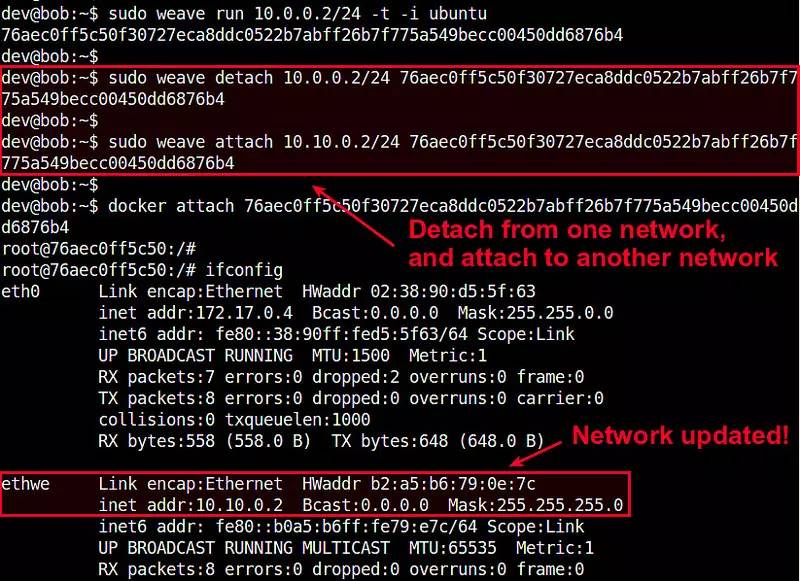 dev@bob:~$ sudo weave run 10.0.0.2/24 -t -i ubuntu
76aec0ff5c50f30727eca8ddc0522b7abff26b7f775a549becc00450dd6876b4
dev@bob:~$
dev@bob:~$ sudo weave detach 10.0.0.2/24 76aec0ff5c50f30727eca8ddc0522b7abff26b7f7
75a549becc00450dd6876b4
dev@bob:~$
dev@bob:~$ sudo weave attach 10.10.0.2/24 76aec0ff5c50f30727eca8ddc0522b7abff26b7f
775a549becc00450dd6876b4
dev@bob:~$
dev@bob:~$ docker attach 76aec0ff5c50f30727eca8ddc0522b7abff26b7f775a549becc00450d
d6876b4
Detach from one network,
and attach to another network
root@76aec0ff5c50:/#
root@76aec0ff5c50:/# ifconfig
eth0 Link encap:Ethernet HWaddr 02:38:90:d5:5f:63
inet addr:172.17.0.4 Bcast:0.0.0.0 Mask:255.255.0.0
inet6 addr: fe80::38:90ff:fed5:5f63/64 Scope:Link
UP BROADCAST RUNNING MTU:1500 Metric:1
RX packets:7 errors:0 dropped:2 overruns:0 frame:0
TX packets:8 errors:0 dropped:0 overruns:0 carrier:0
collisions:0 txqueuelen:1000
RX bytes:558 (558.0 B) TX bytes:648 (648.0 B)
Network updated!
ethwe Link encap:Ethernet HWaddr b2:a5:b6:79:0e:7c
inet addr:10.10.0.2 Bcast:0.0.0.0 Mask:255.255.255.0
inet6 addr: fe80::b0a5:b6ff:fe79:e7c/64 Scope:Link
UP BROADCAST RUNNING MULTICAST MTU:65535 Metric:1
RX packets:8 errors:0 dropped:0 overruns:0 frame:0